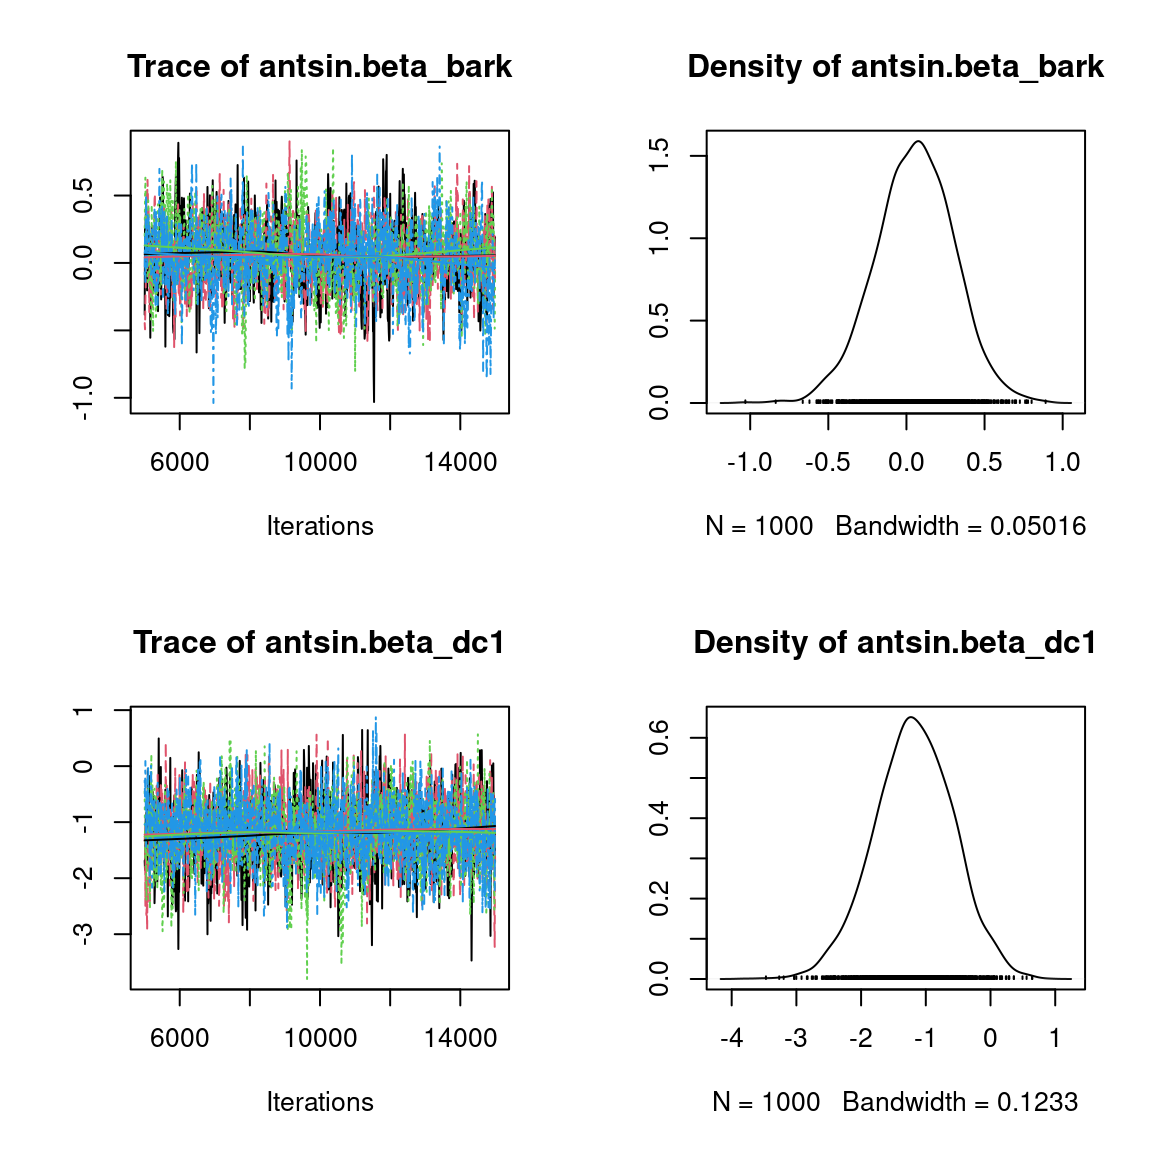 Trace of antsin.beta_bark
0.5
0.0
-1.0
6000 10000 14000
Iterations
Density of antsin.beta_bark
1.5
1.0
0.5
0.0
-1.0 -0.5 0.0 0.5 1.0
N = 1000 Bandwidth = 0.05016
Trace of antsin.beta_dc1
1
0
-1
-2
-3
6000 10000 14000
Iterations
Density of antsin.beta_dc1
0.6
0.4
0.2
0.0
-4 -3 -2 -1 0 1
N = 1000 Bandwidth = 0.1233